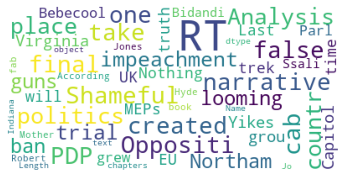 Bebecool one RT Analysis
place take Bidandi truth
Virginia Last Parl
final impeachment false
guns Nothing trek Ssali time
Shameful UK narrative
According Jones dtype
politics will MEPs looming
object Hyde Capitol
fab created Yikes cab countr
trial book Name
Indiana ban Oppositi grou
Mother text
PDP grew EU Northam
Robert Length chapters Jo